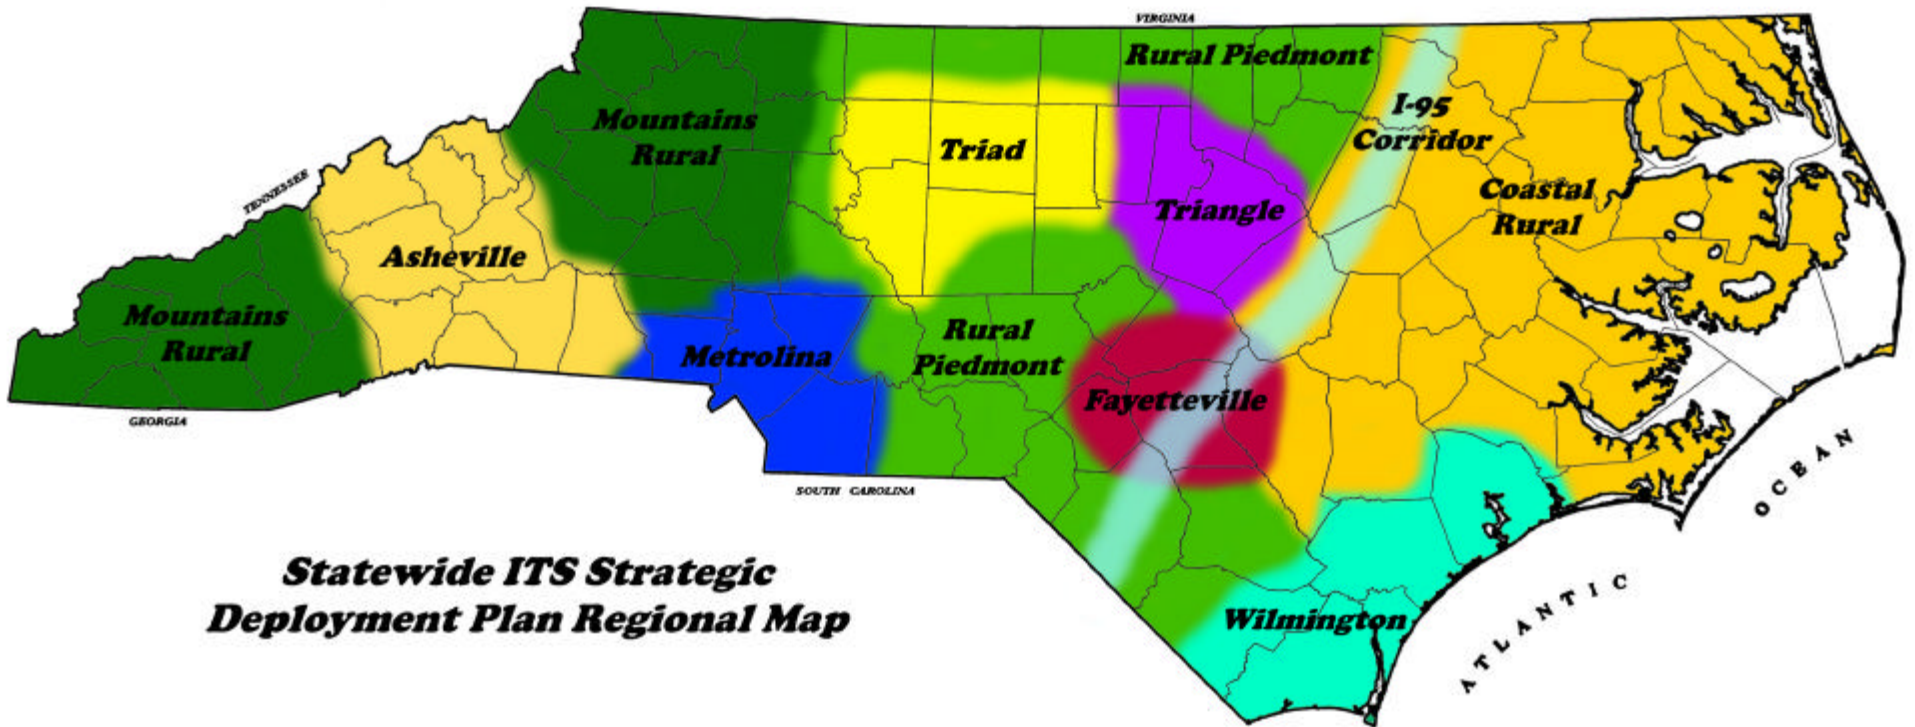 VIRGINIA
Rural Piedmont
I-95
Corridor
Mountains
Rural
Triad
TENNESSEE
Coastal
Rural
Triangle
Asheville
Mountains
Rural
Rural
Piedmont
Metrolina
Fayetteville
GEORGIA
SOUTH CAROLINA
OCEAN
ATLANTIC
Statewide ITS Strategic
Deployment Plan Regional Map
Wilmington